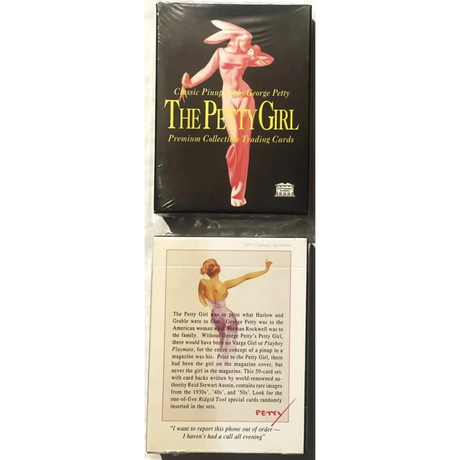 Classic Pinups by George Petty
THE PETTY GIRL
Premium Collectible Trading Cards
21st Century Archives
The Petty Girl was to print what Harlow and
Grable were to film. George Petty was to the
American woman what Norman Rockwell was to
the family. Without George Petty's Petty Girl,
there would have been no Varga Girl or Playboy
Playmate, for the entire concept of a pinup in a
magazine was his. Prior to the Petty Girl, there
had been the girl on the magazine cover, but
never the girl in the magazine. This 50-card set,
with card backs written by world-renowned au-
thority Reid Stewart Austin, contains rare images
from the 1930s', '40s', and '50s'. Look for the
one-of-five Ridgid Tool special cards randomly
inserted in the sets.
PETTY
"I want to report this phone out of order —
I haven't had u call all evening"